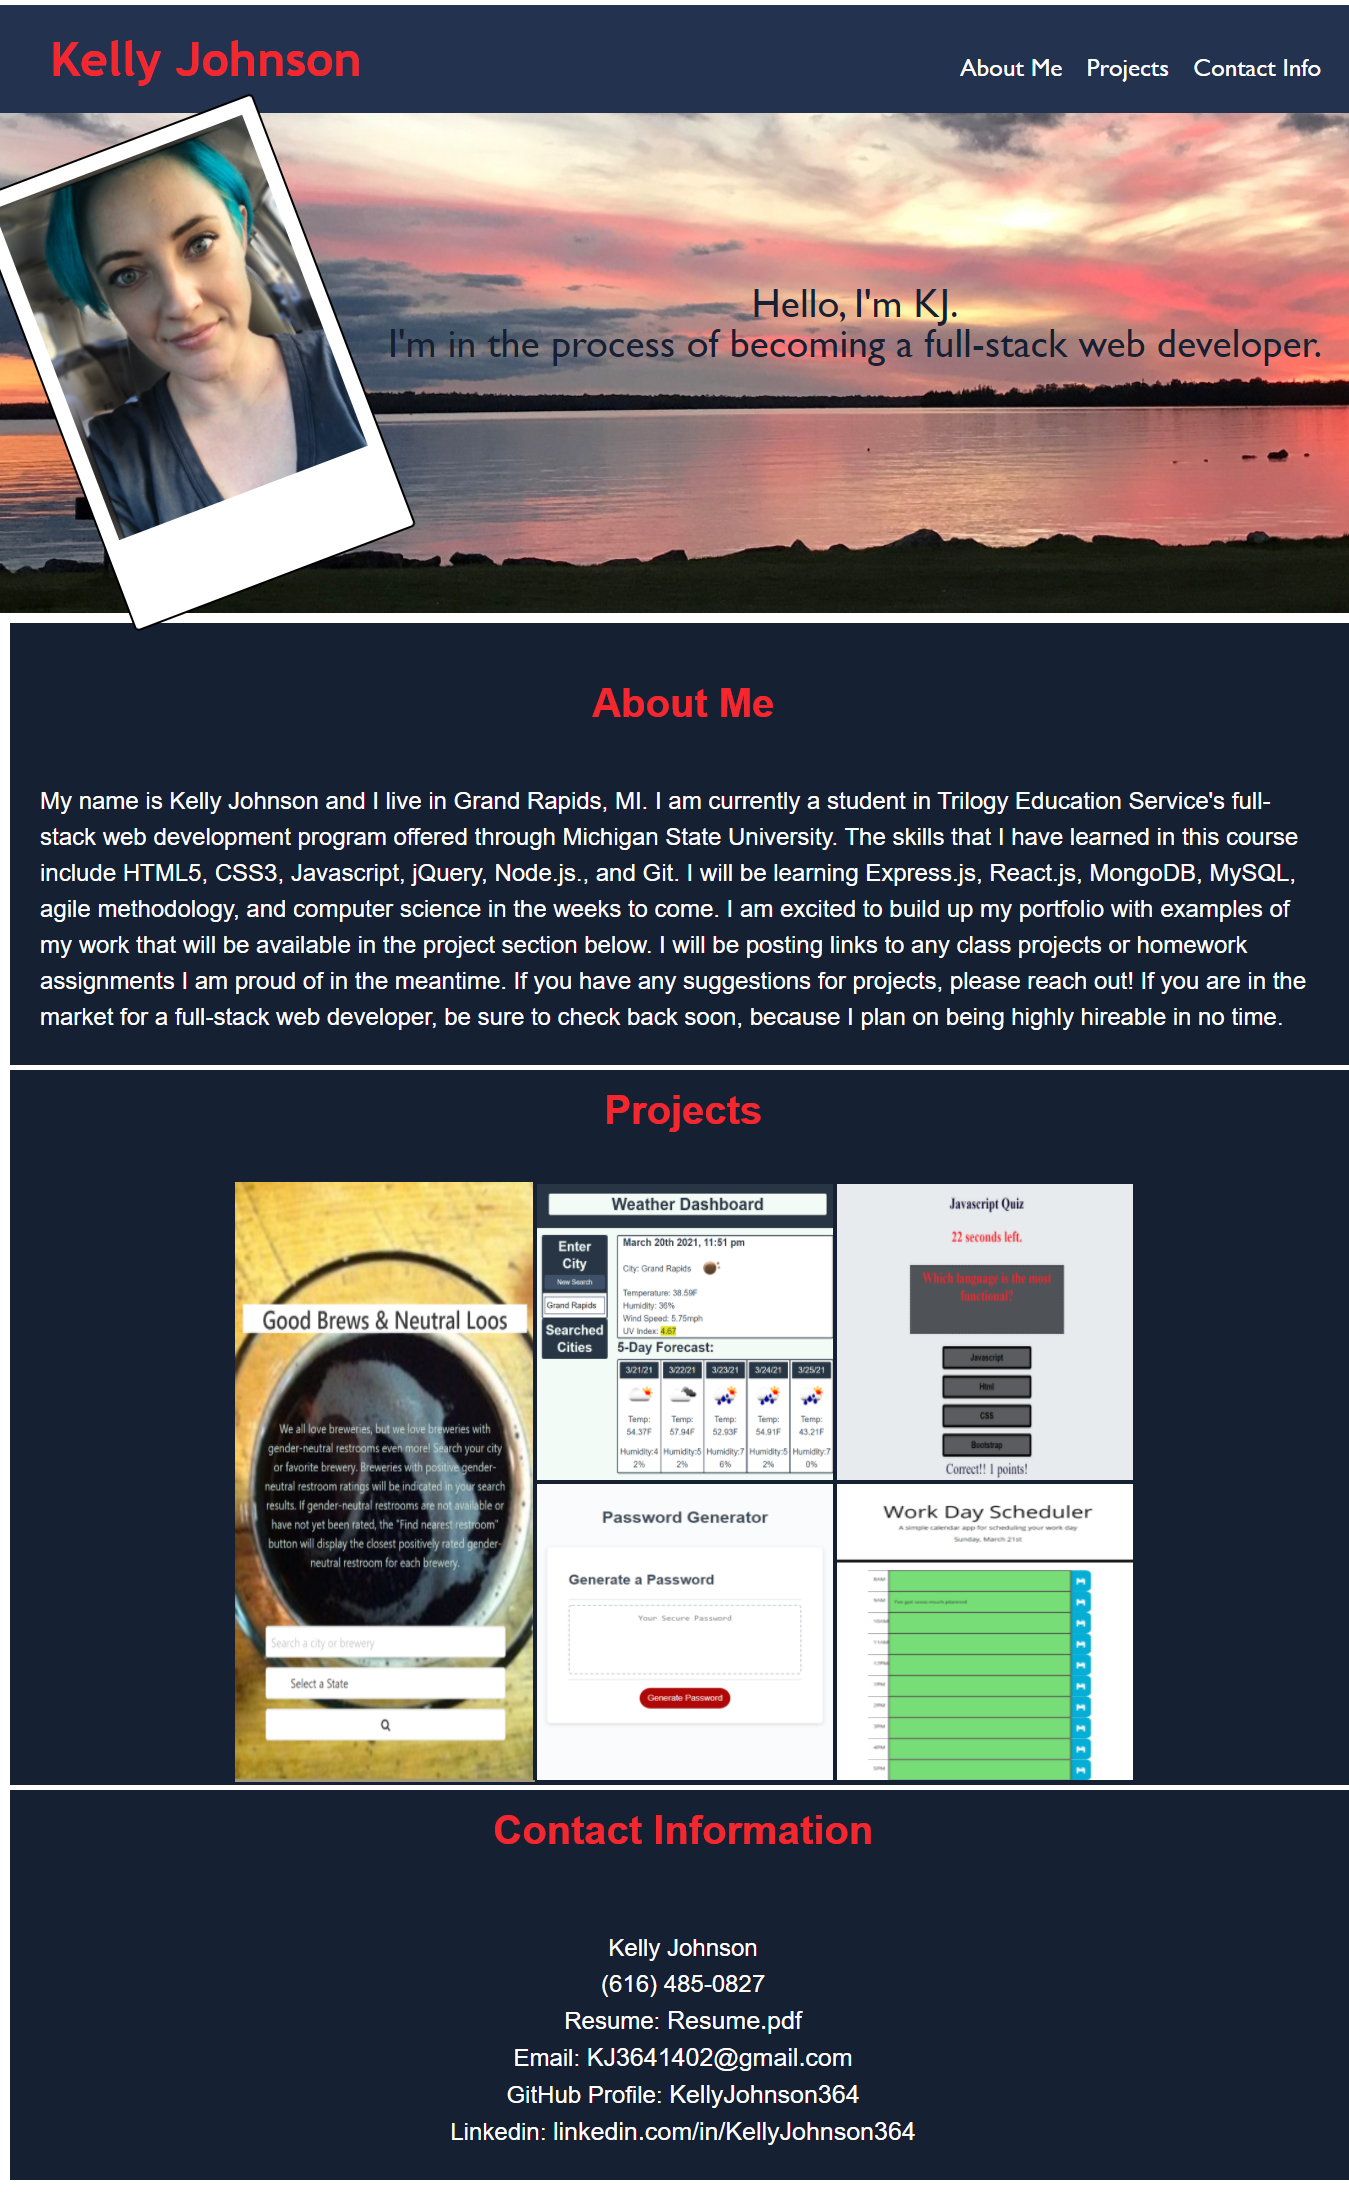 Kelly Johnson
About Me Projects Contact Info
Hello, I'm KJ.
I'm in the process of becoming a full-stack web developer.
About Me
My name is Kelly Johnson and I live in Grand Rapids, MI. I am currently a student in Trilogy Education Service's full-
stack web development program offered through Michigan State University. The skills that I have learned in this course
include HTML5, CSS3, Javascript, jQuery, Node.js., and Git. I will be learning Express.js, React.js, MongoDB, MySQL,
agile methodology, and computer science in the weeks to come. I am excited to build up my portfolio with examples of
my work that will be available in the project section below. I will be posting links to any class projects or homework
assignments I am proud of in the meantime. If you have any suggestions for projects, please reach out! If you are in the
market for a full-stack web developer, be sure to check back soon, because I plan on being highly hireable in no time.
Projects
Good Brews & Neutral Loos
We all love breweries, but we love breweries with
gender-neutral restrooms even more! Search your city
or favorite brewery. Breweries with positive gender-
neutral restroom ratings will be indicated in your search
results. If gender-neutral restrooms are not available or
have not yet been rated, the "Find nearest restroom"
button will display the closest positively rated gender-
neutral restroom for each brewery.
Search a city or brewery
Select a State
Weather Dashboard
Enter
City
New Search
Grand Rapids
Searched
Cities
March 20th 2021, 11:51 pm
City: Grand Rapids
Temperature: 38.59F
Humidity: 36%
Wind Speed: 5.75mph
UV Index: 4.67
5-Day Forecast:
3/21/21 3/22/21 3/23/21 3/24/21 3/25/21
Temp: Temp: Temp: Temp: Temp:
54.37F 57.94F 52.93F 54.91F 43.21F
Humidity:4 Humidity:5 Humidity:7 Humidity:5 Humidity:7
2% 2% 6% 2% 0%
Javascript Quiz
22 seconds left.
Which language is the most
functional?
Javascript
Html
CSS
Bootstrap
Correct!! 1 points!
Password Generator
Generate a Password
Your Secure Password
Generate Password
Work Day Scheduler
A simple calendar app for scheduling your work day
Sunday, March 21st
8AM
9AM I've got soooo much planned
10AM
11AM
12PM
1PM
2PM
3PM
4PM
5PM
Contact Information
Kelly Johnson
(616) 485-0827
Resume: Resume.pdf
Email: KJ3641402@gmail.com
GitHub Profile: KellyJohnson364
Linkedin: linkedin.com/in/KellyJohnson364